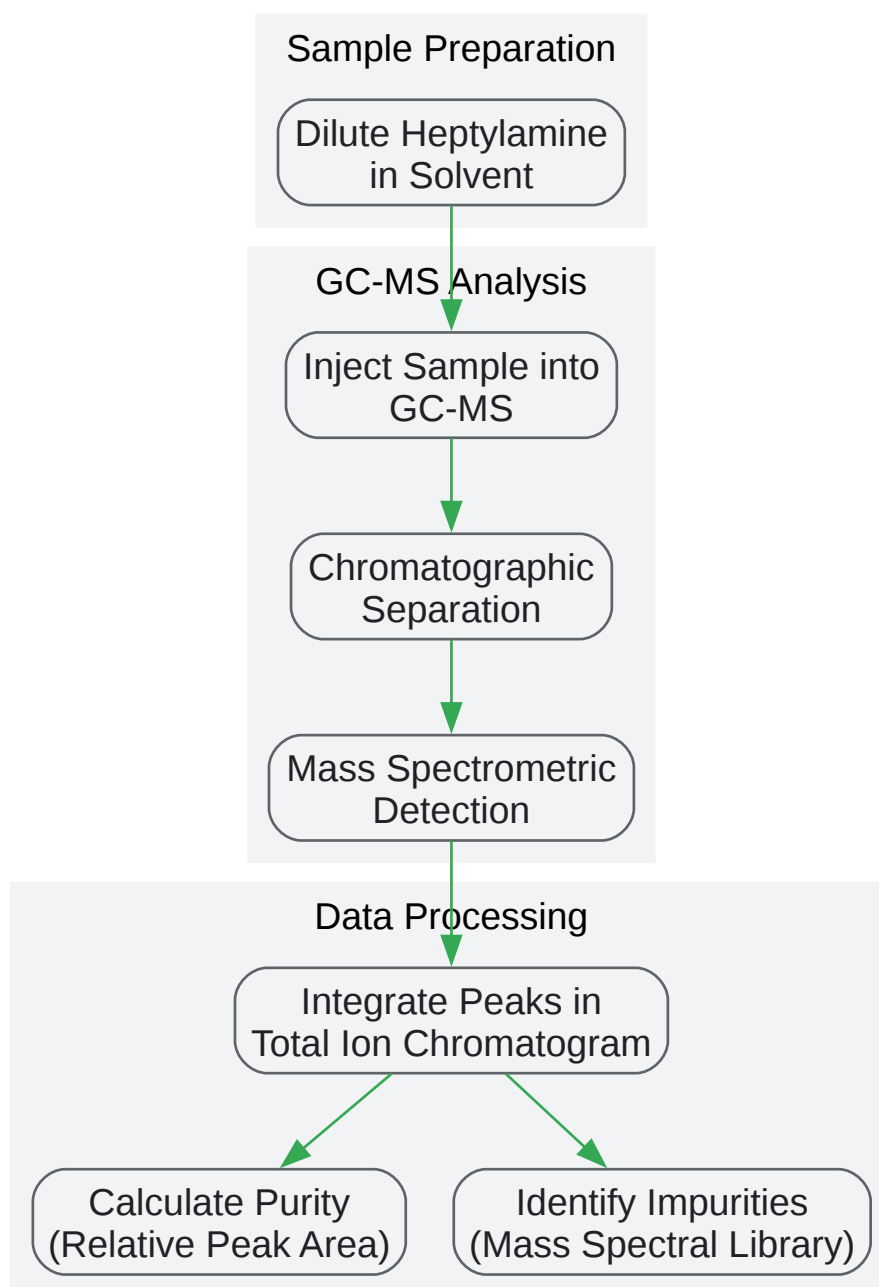 Sample Preparation
Dilute Heptylamine
in Solvent
GC-MS Analysis
Inject Sample into
GC-MS
Chromatographic
Separation
Mass Spectrometric
Detection
Data Processing
Integrate Peaks in
Total Ion Chromatogram
Calculate Purity
(Relative Peak Area)
Identify Impurities
(Mass Spectral Library)